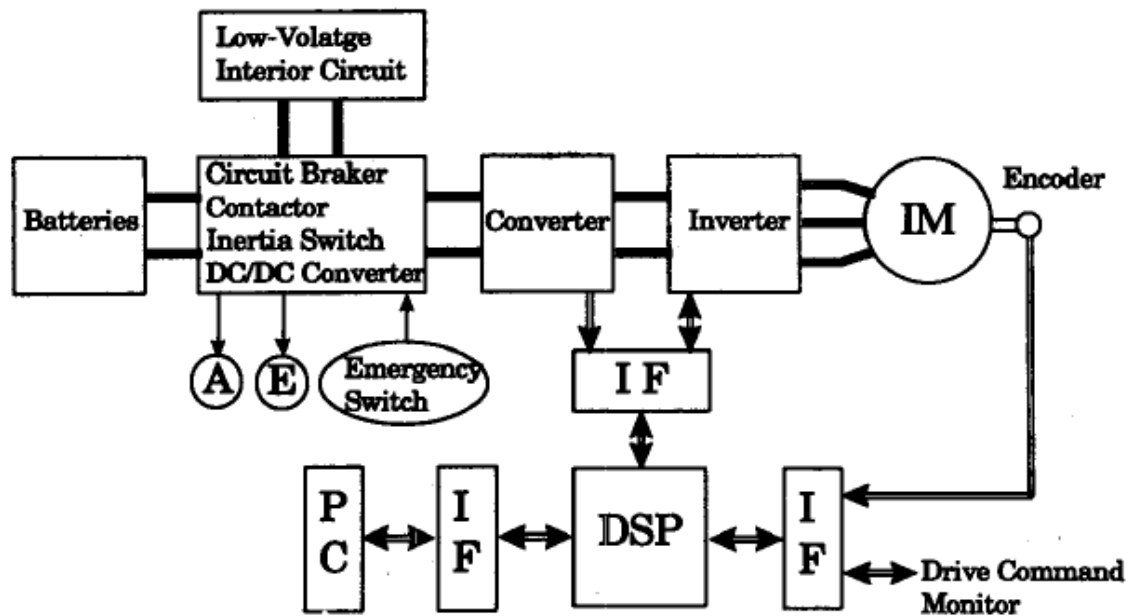 Low-Volatge
Interior Circuit
Batteries
Circuit Braker
Contactor
Inertia Switch
DC/DC Converter
Converter
Inverter
IM
Encoder
A
E
Emergency
Switch
I F
P
C
I
F
DSP
I
F
Drive Command
Monitor